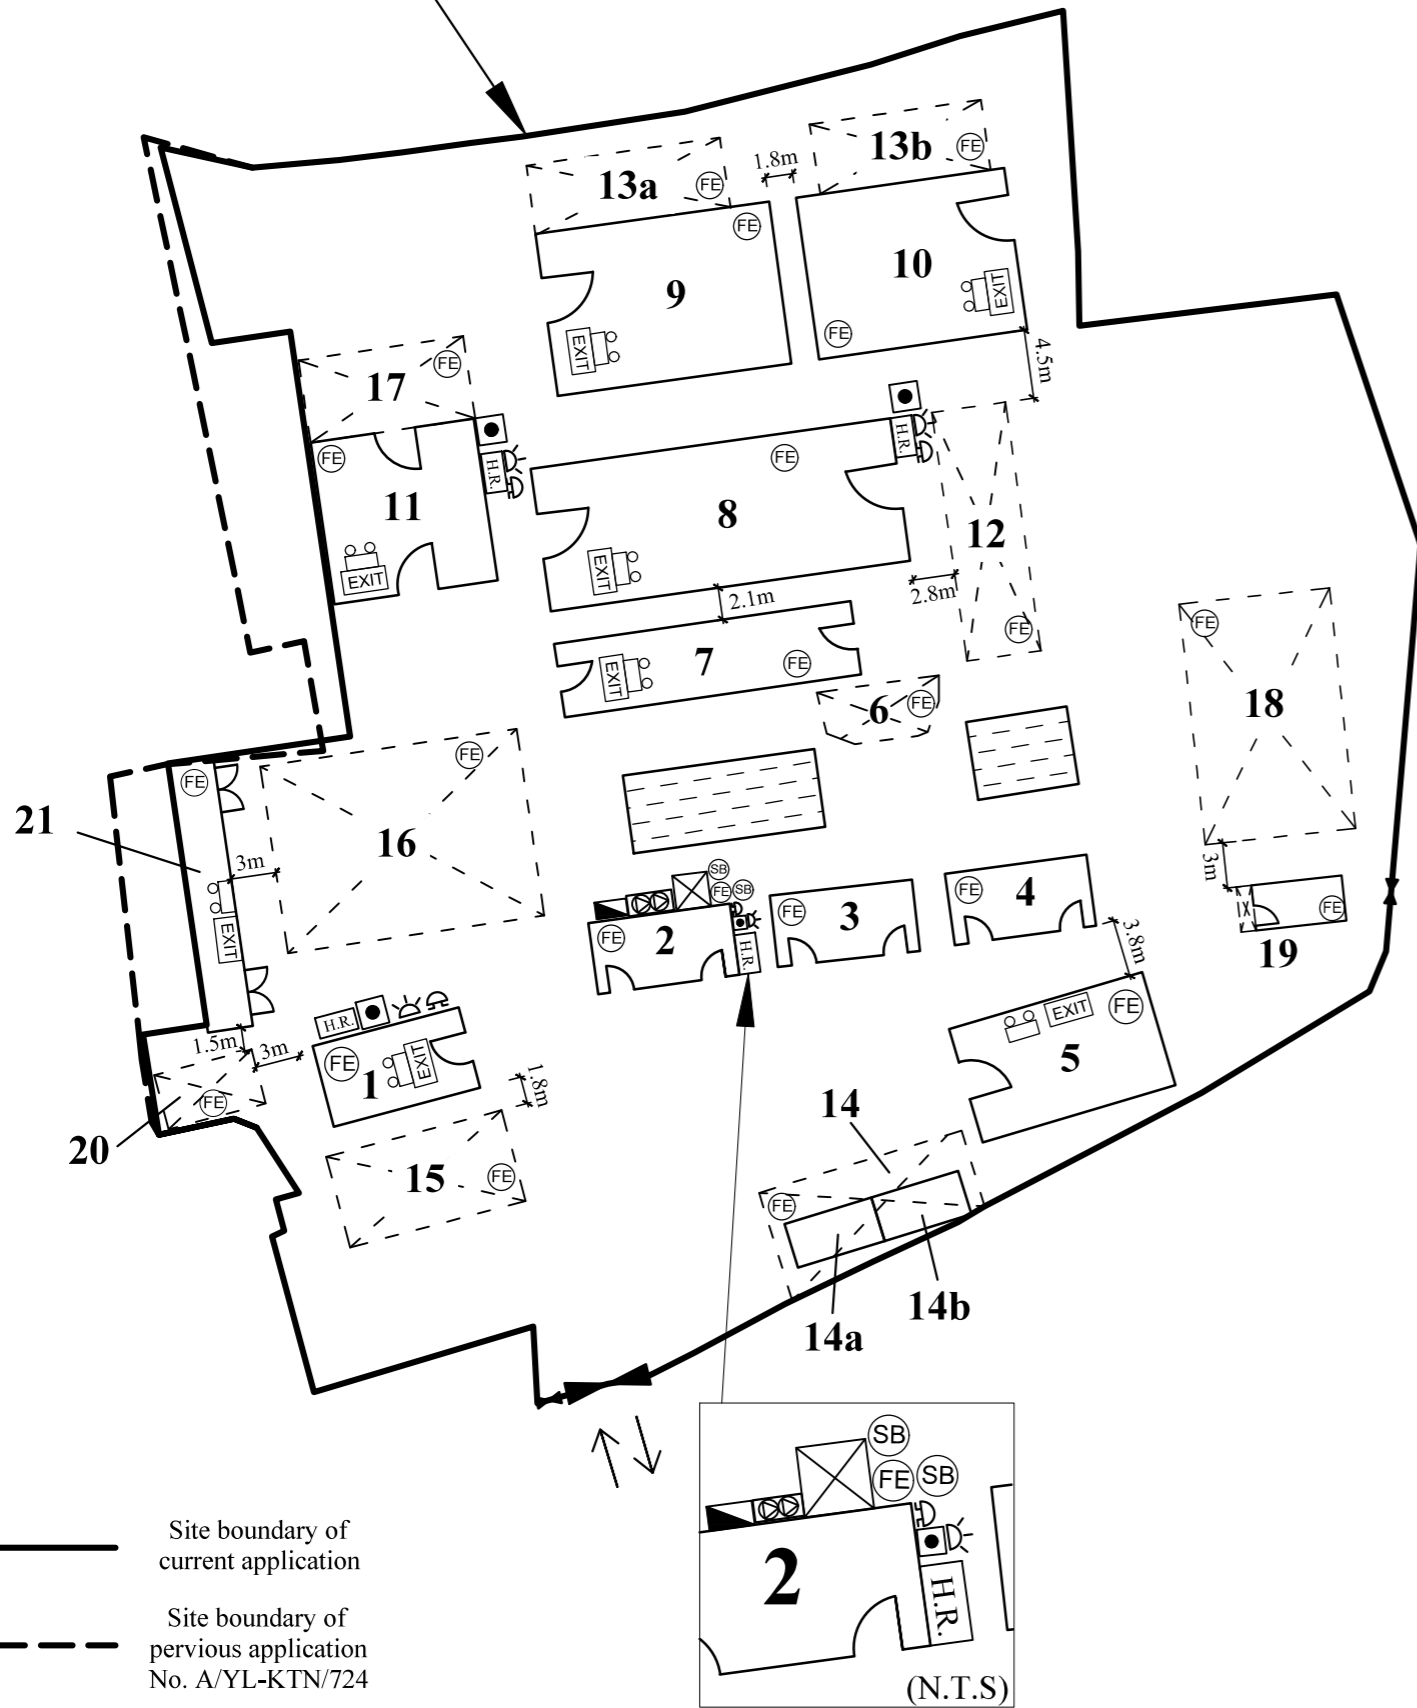 13b
FE
1.8m
13a
FE
FE
10
9
EXIT
FE
EXIT
4.5m
17
FE
H.R.
FE
FE
H.R.
11
8
12
EXIT
EXIT
2.8m
2.1m
FE
FE
7
FE
EXIT
6
FE
18
FE
FE
21
16
3m
EXIT
SB
FE
SB
FE
2
H.R.
FE
3
FE
4
3m
FE
19
3.8m
H.R.
1.5m
3m
FE
EXIT
1
1.8m
EXIT
FE
5
FE
20
14
15
FE
FE
14b
14a
SB
FE
SB
2
H.R.
(N.T.S)
Site boundary of
current application
Site boundary of
pervious application
No. A/YL-KTN/724